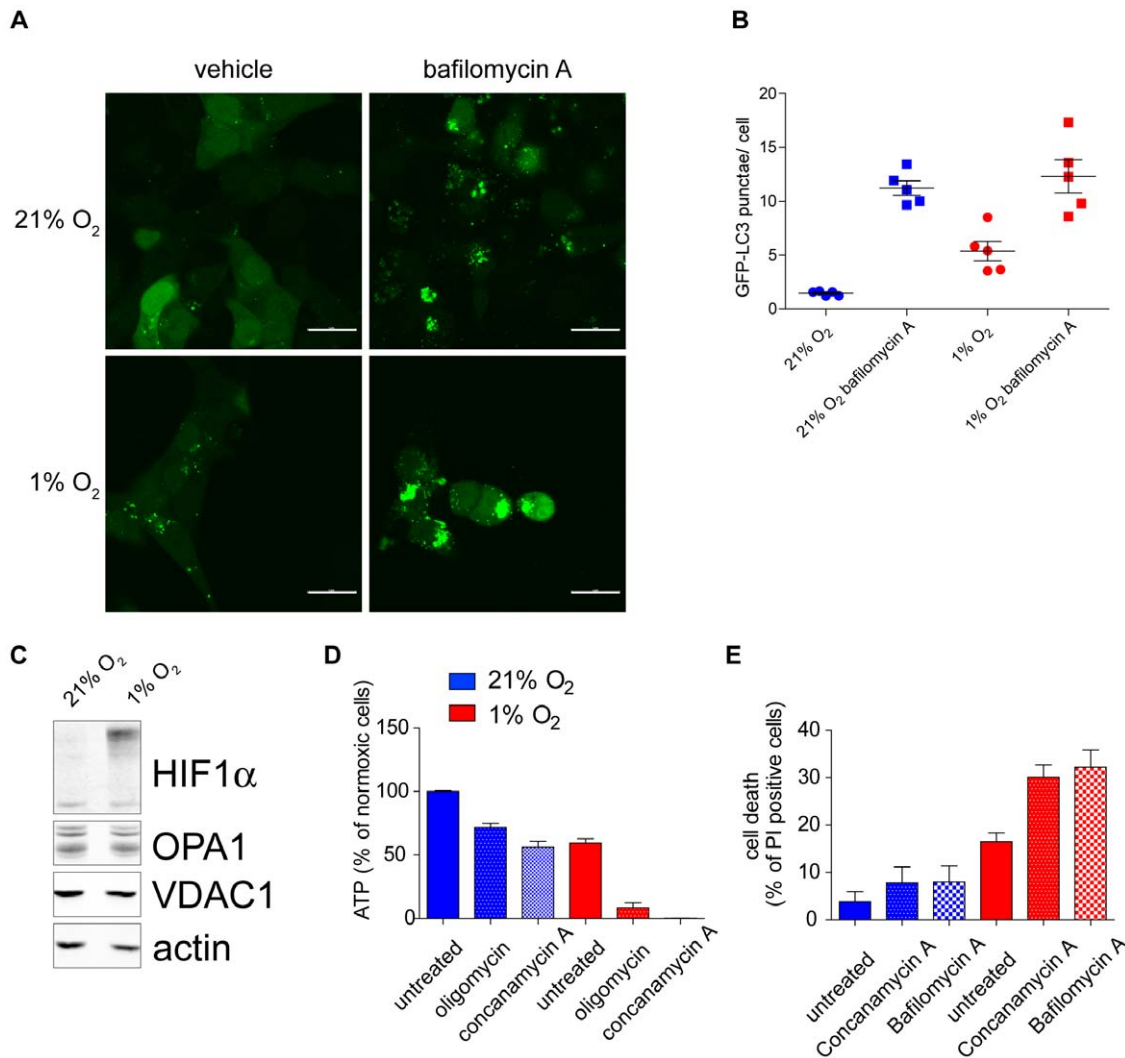 A
vehicle
bafilomycin A
21% O2
1% O2
B
GFP-LC3 punctae/ cell
20
15
10
5
0
21% O2
21% O2 bafilomycin A
1% O2
1% O2 bafilomycin A
C
21% O2
1% O2
HIF1α
OPA1
VDAC1
actin
D
21% O2
1% O2
ATP (% of normoxic cells)
150
100
50
0
untreated
oligomycin
concanamycin A
untreated
oligomycin
concanamycin A
E
cell death
(% of PI positive cells)
40
30
20
10
0
untreated
Concanamycin A
Bafilomycin A
untreated
Concanamycin A
Bafilomycin A